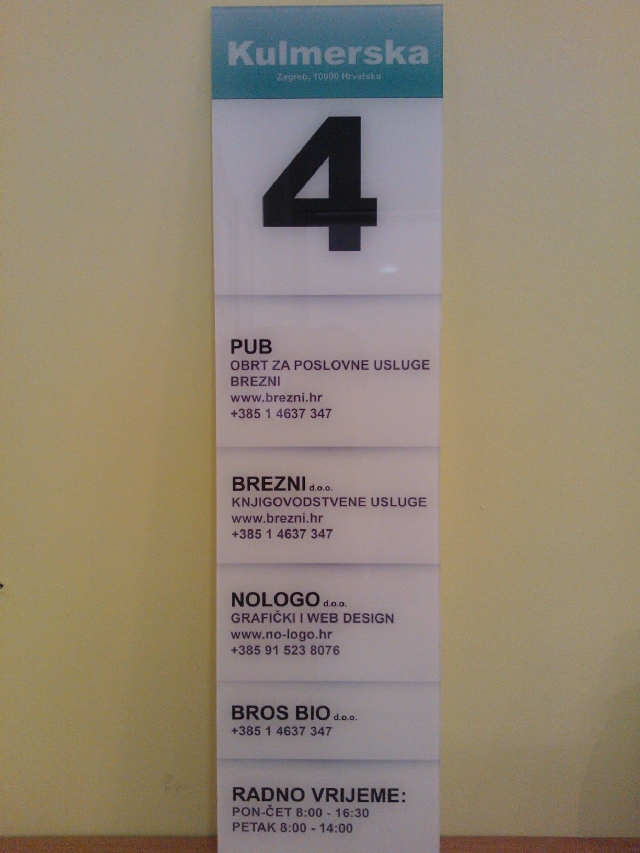 Kulmerska
Zagreb, 10000 Hrvatska
4
PUB
OBRT ZA POSLOVNE USLUGE
BREZNI
www.brezni.hr
+385 1 4637 347
BREZNI d.o.o.
KNJIGOVODSTVENE USLUGE
www.brezni.hr
+385 1 4637 347
NOLOGO d.o.o.
GRAFIČKI I WEB DESIGN
www.no-logo.hr
+385 91 523 8076
BROS BIO d.o.o.
+385 1 4637 347
RADNO VRIJEME:
PON-ČET 8:00 - 16:30
PETAK 8:00 - 14:00